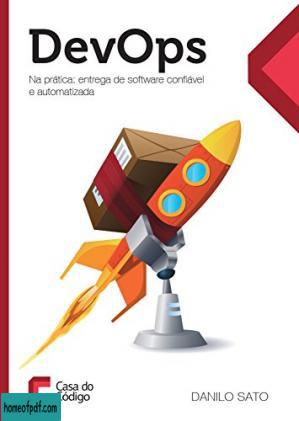 DevOps
Na prática: entrega de software confiável
e automatizada
Casa do
Código
DANILO SATO
homeofpdf.com